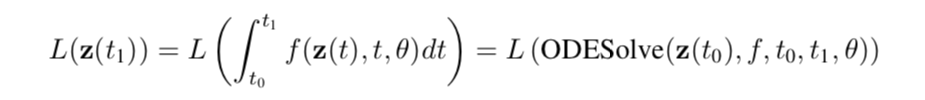 L(z(t₁)) = L ( ∫ₜ₀^t₁ f(z(t), t, θ)dt ) = L (ODESolve(z(t₀), f, t₀, t₁, θ))